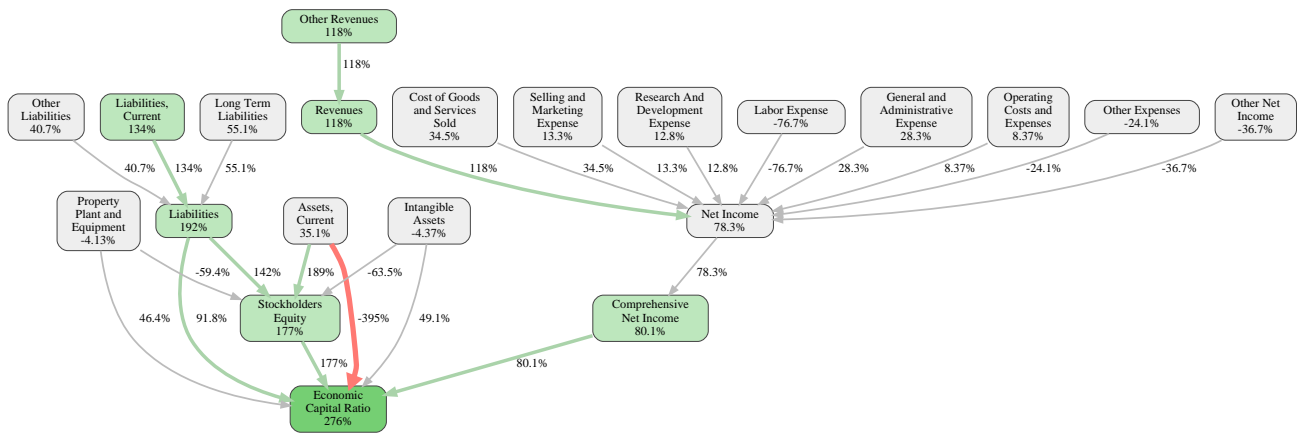 Other Revenues
118%
118%
Other
Liabilities
40.7%
Liabilities,
Current
134%
Long Term
Liabilities
55.1%
Revenues
118%
Cost of Goods
and Services
Sold
34.5%
Selling and
Marketing
Expense
13.3%
Research And
Development
Expense
12.8%
Labor Expense
-76.7%
General and
Administrative
Expense
28.3%
Operating
Costs and
Expenses
8.37%
Other Expenses
-24.1%
Other Net
Income
-36.7%
40.7%
134%
55.1%
118%
34.5%
13.3%
12.8%
-76.7%
28.3%
8.37%
-24.1%
-36.7%
Property
Plant and
Equipment
-4.13%
Liabilities
192%
Assets,
Current
35.1%
Intangible
Assets
-4.37%
Net Income
78.3%
-59.4%
142%
189%
-63.5%
78.3%
Stockholders
Equity
177%
Comprehensive
Net Income
80.1%
46.4%
91.8%
-395%
49.1%
177%
80.1%
Economic
Capital Ratio
276%